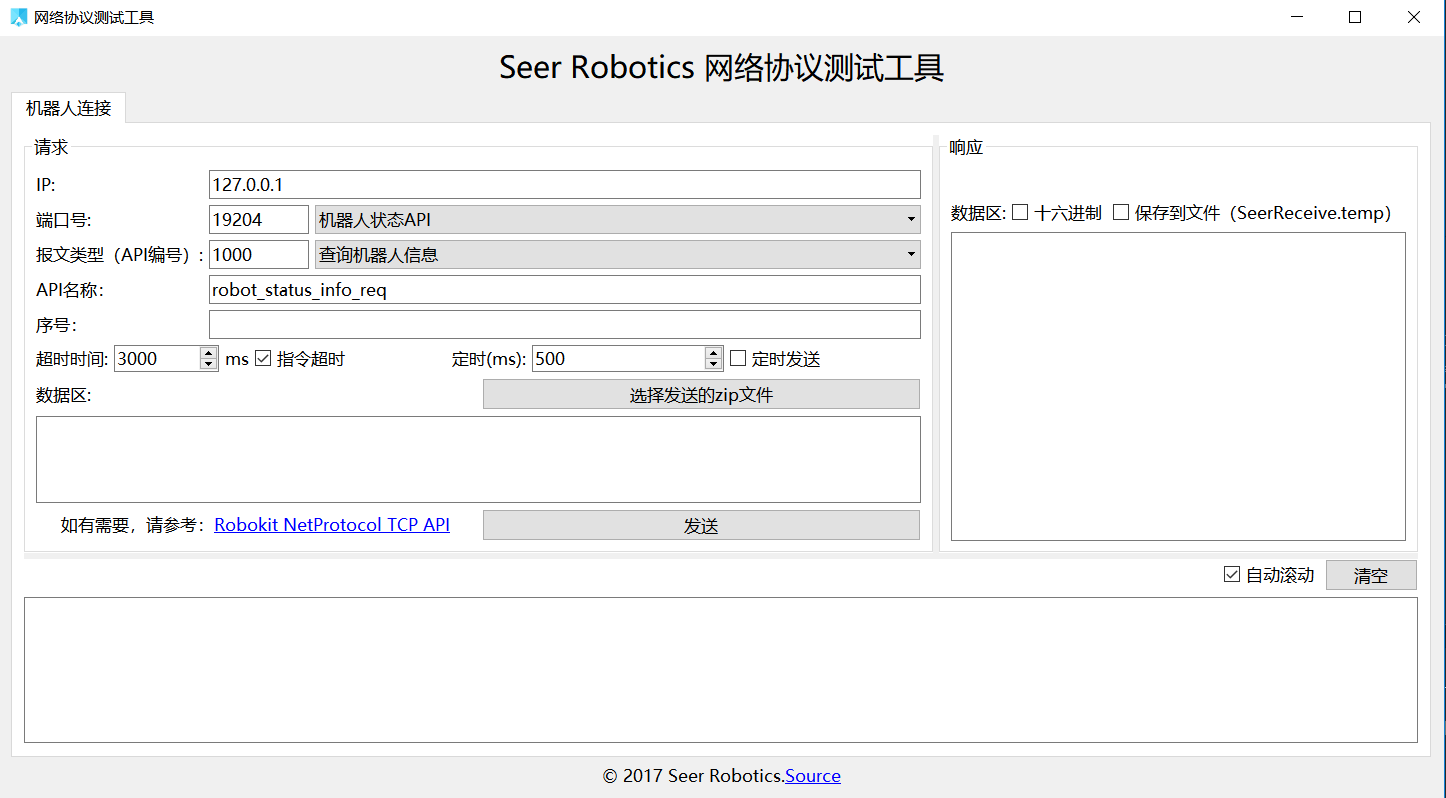 网络协议测试工具
Seer Robotics 网络协议测试工具
机器人连接
请求
IP: 127.0.0.1
端口号: 19204 机器人状态API
报文类型（API编号）: 1000 查询机器人信息
API名称: robot_status_info_req
序号:
超时时间: 3000 ms 指令超时 定时(ms): 500 定时发送
数据区: 选择发送的zip文件
如有需要，请参考: Robokit NetProtocol TCP API 发送
响应
数据区: 十六进制 保存到文件（SeerReceive.temp）
自动滚动 清空
© 2017 Seer Robotics.Source